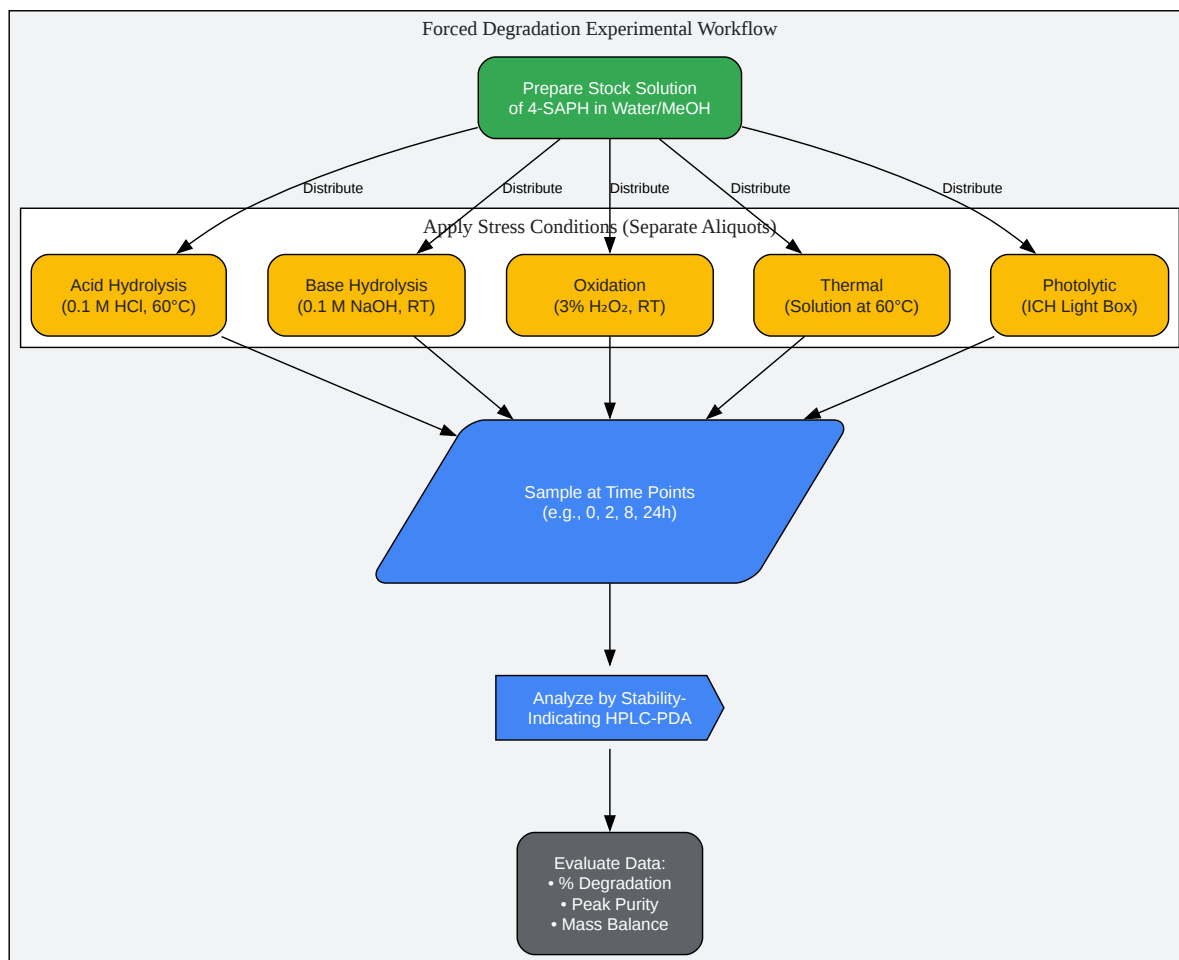 Forced Degradation Experimental Workflow
Prepare Stock Solution
of 4-SAPH in Water/MeOH
Distribute
Distribute
Distribute
Distribute
Distribute
Apply Stress Conditions (Separate Aliquots)
Acid Hydrolysis
(0.1 M HCl, 60°C)
Base Hydrolysis
(0.1 M NaOH, RT)
Oxidation
(3% H₂O₂, RT)
Thermal
(Solution at 60°C)
Photolytic
(ICH Light Box)
Sample at Time Points
(e.g., 0, 2, 8, 24h)
Analyze by Stability-
Indicating HPLC-PDA
Evaluate Data:
• % Degradation
• Peak Purity
• Mass Balance